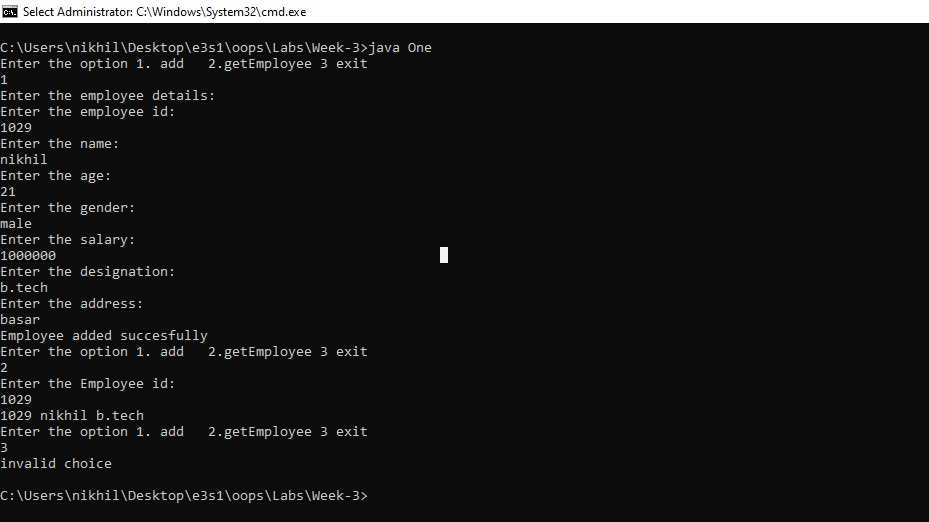 Select Administrator: C:\Windows\System32\cmd.exe
C:\Users\nikhil\Desktop\e3s1\oops\Labs\Week-3>java One
Enter the option 1. add   2.getEmployee 3 exit
1
Enter the employee details:
Enter the employee id:
1029
Enter the name:
nikhil
Enter the age:
21
Enter the gender:
male
Enter the salary:
1000000
Enter the designation:
b.tech
Enter the address:
basar
Employee added succesfully
Enter the option 1. add   2.getEmployee 3 exit
2
Enter the Employee id:
1029
1029 nikhil b.tech
Enter the option 1. add   2.getEmployee 3 exit
3
invalid choice
C:\Users\nikhil\Desktop\e3s1\oops\Labs\Week-3>